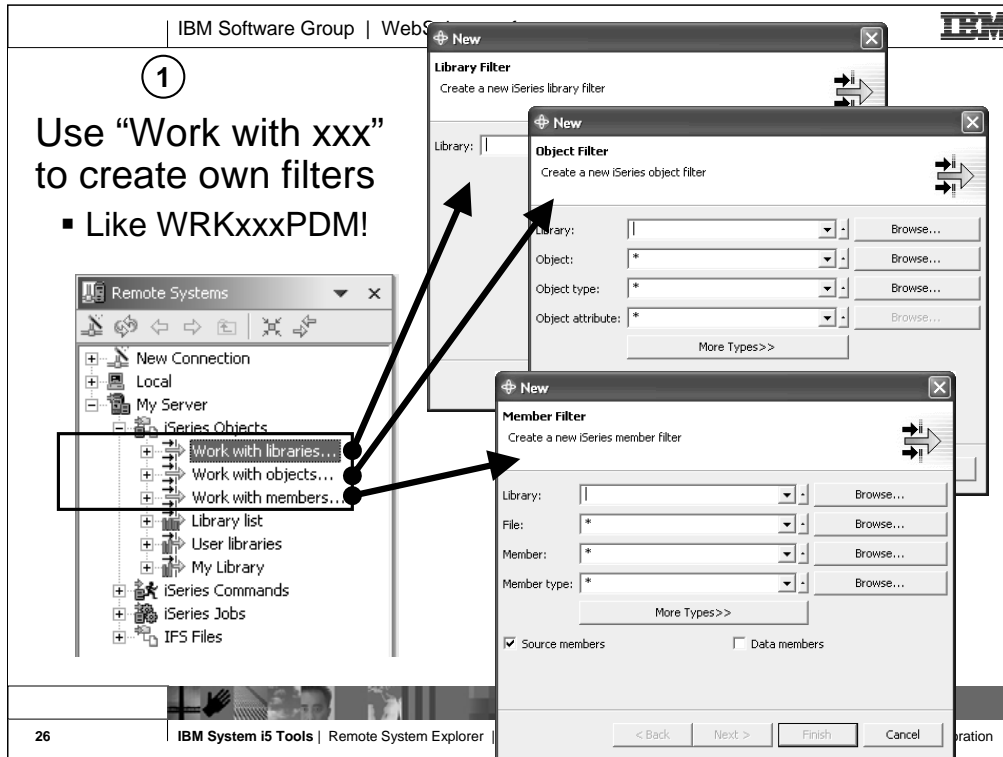 IBM Software Group | WebS
IBM
1
Use “Work with xxx”
to create own filters
▪ Like WRKxxxPDM!
Remote Systems
New Connection
Local
My Server
iSeries Objects
Work with libraries...
Work with objects...
Work with members...
Library list
User libraries
My Library
iSeries Commands
iSeries Jobs
IFS Files
New
Library Filter
Create a new iSeries library filter
Library:
New
Object Filter
Create a new iSeries object filter
Library: Browse...
Object: * Browse...
Object type: * Browse...
Object attribute: * Browse...
More Types>>
New
Member Filter
Create a new iSeries member filter
Library: Browse...
File: * Browse...
Member: * Browse...
Member type: * Browse...
More Types>>
Source members Data members
< Back Next > Finish Cancel
26 IBM System i5 Tools | Remote System Explorer | oration